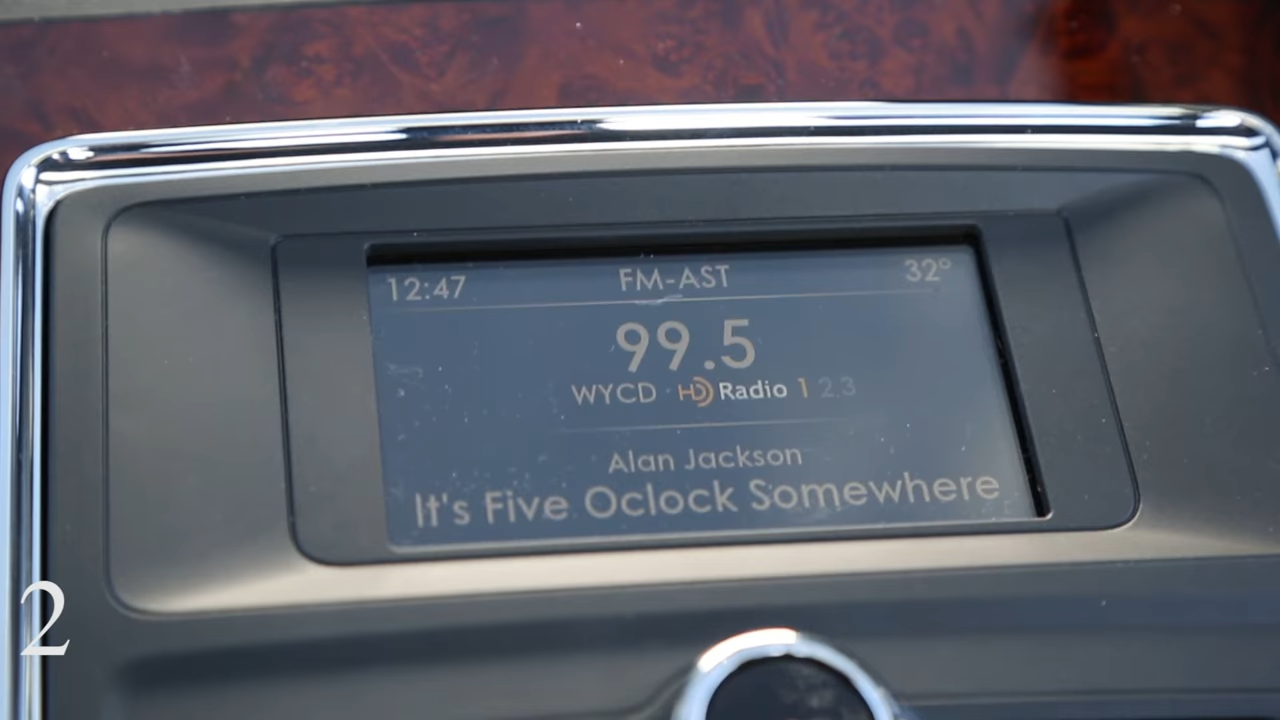 12:47 FM-AST 32°
99.5
WYCD HD Radio 1 2.3
Alan Jackson
It's Five Oclock Somewhere
2